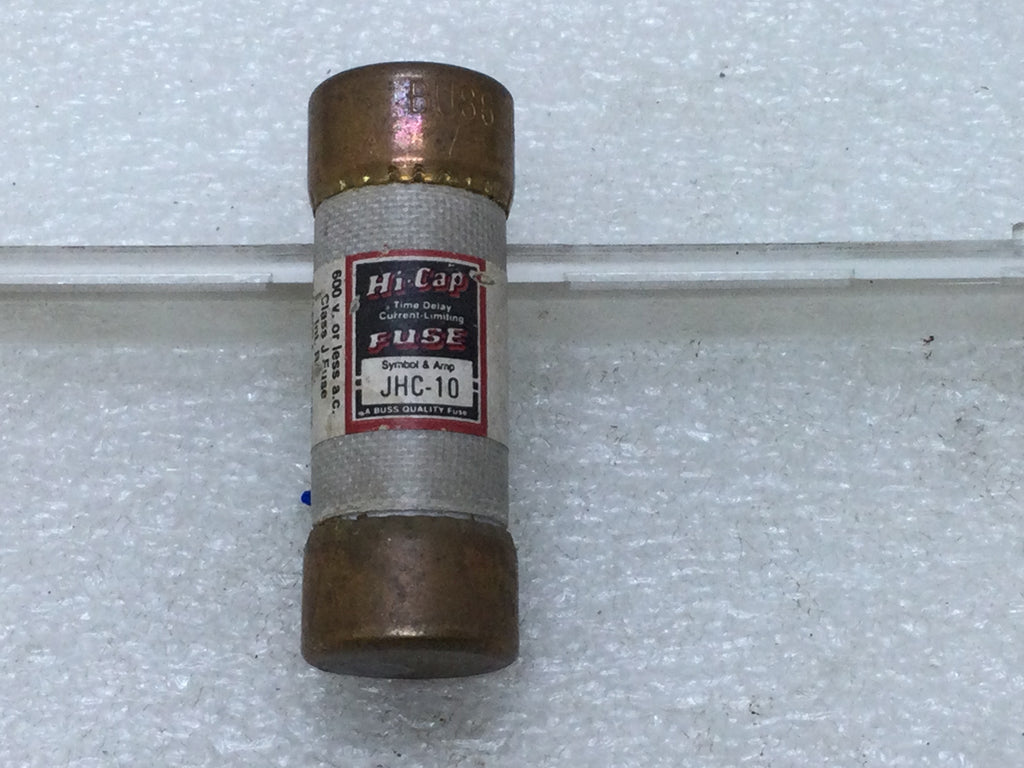 BUSS
Hi-Cap
Time Delay
Current-Limiting
FUSE
Symbol & Amp
JHC-10
A BUSS QUALITY Fuse
600 v. or less a.c.
Class J Fuse